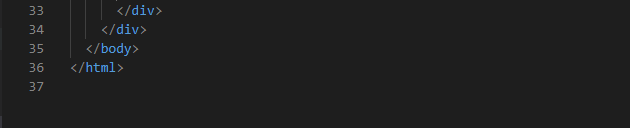 33 </div>
34 </div>
35 </body>
36 </html>
37